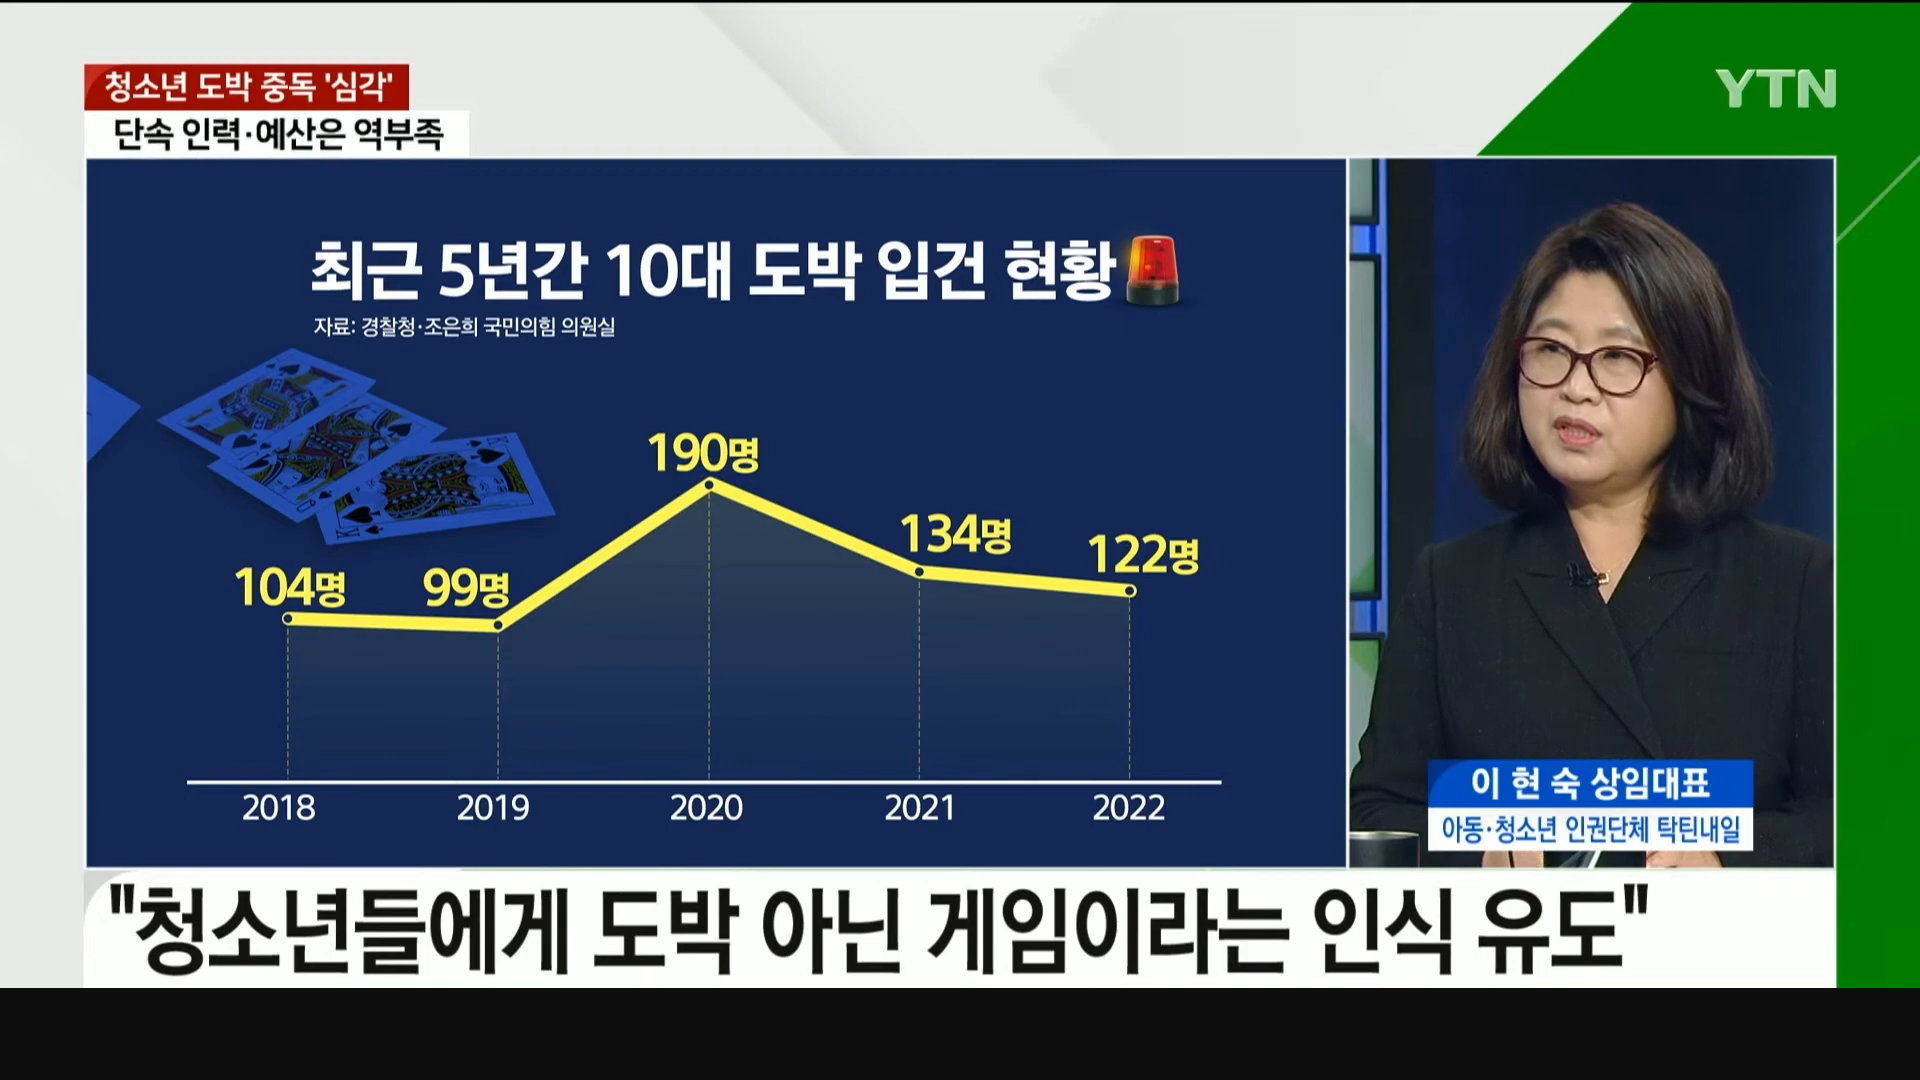 청소년 도박 중독 '심각'
단속 인력·예산은 역부족
YTN
최근 5년간 10대 도박 입건 현황
자료: 경찰청·조은희 국민의힘 의원실
104명
99명
190명
134명
122명
2018
2019
2020
2021
2022
이 현 숙 상임대표
아동·청소년 인권단체 탁틴내일
"청소년들에게 도박 아닌 게임이라는 인식 유도"